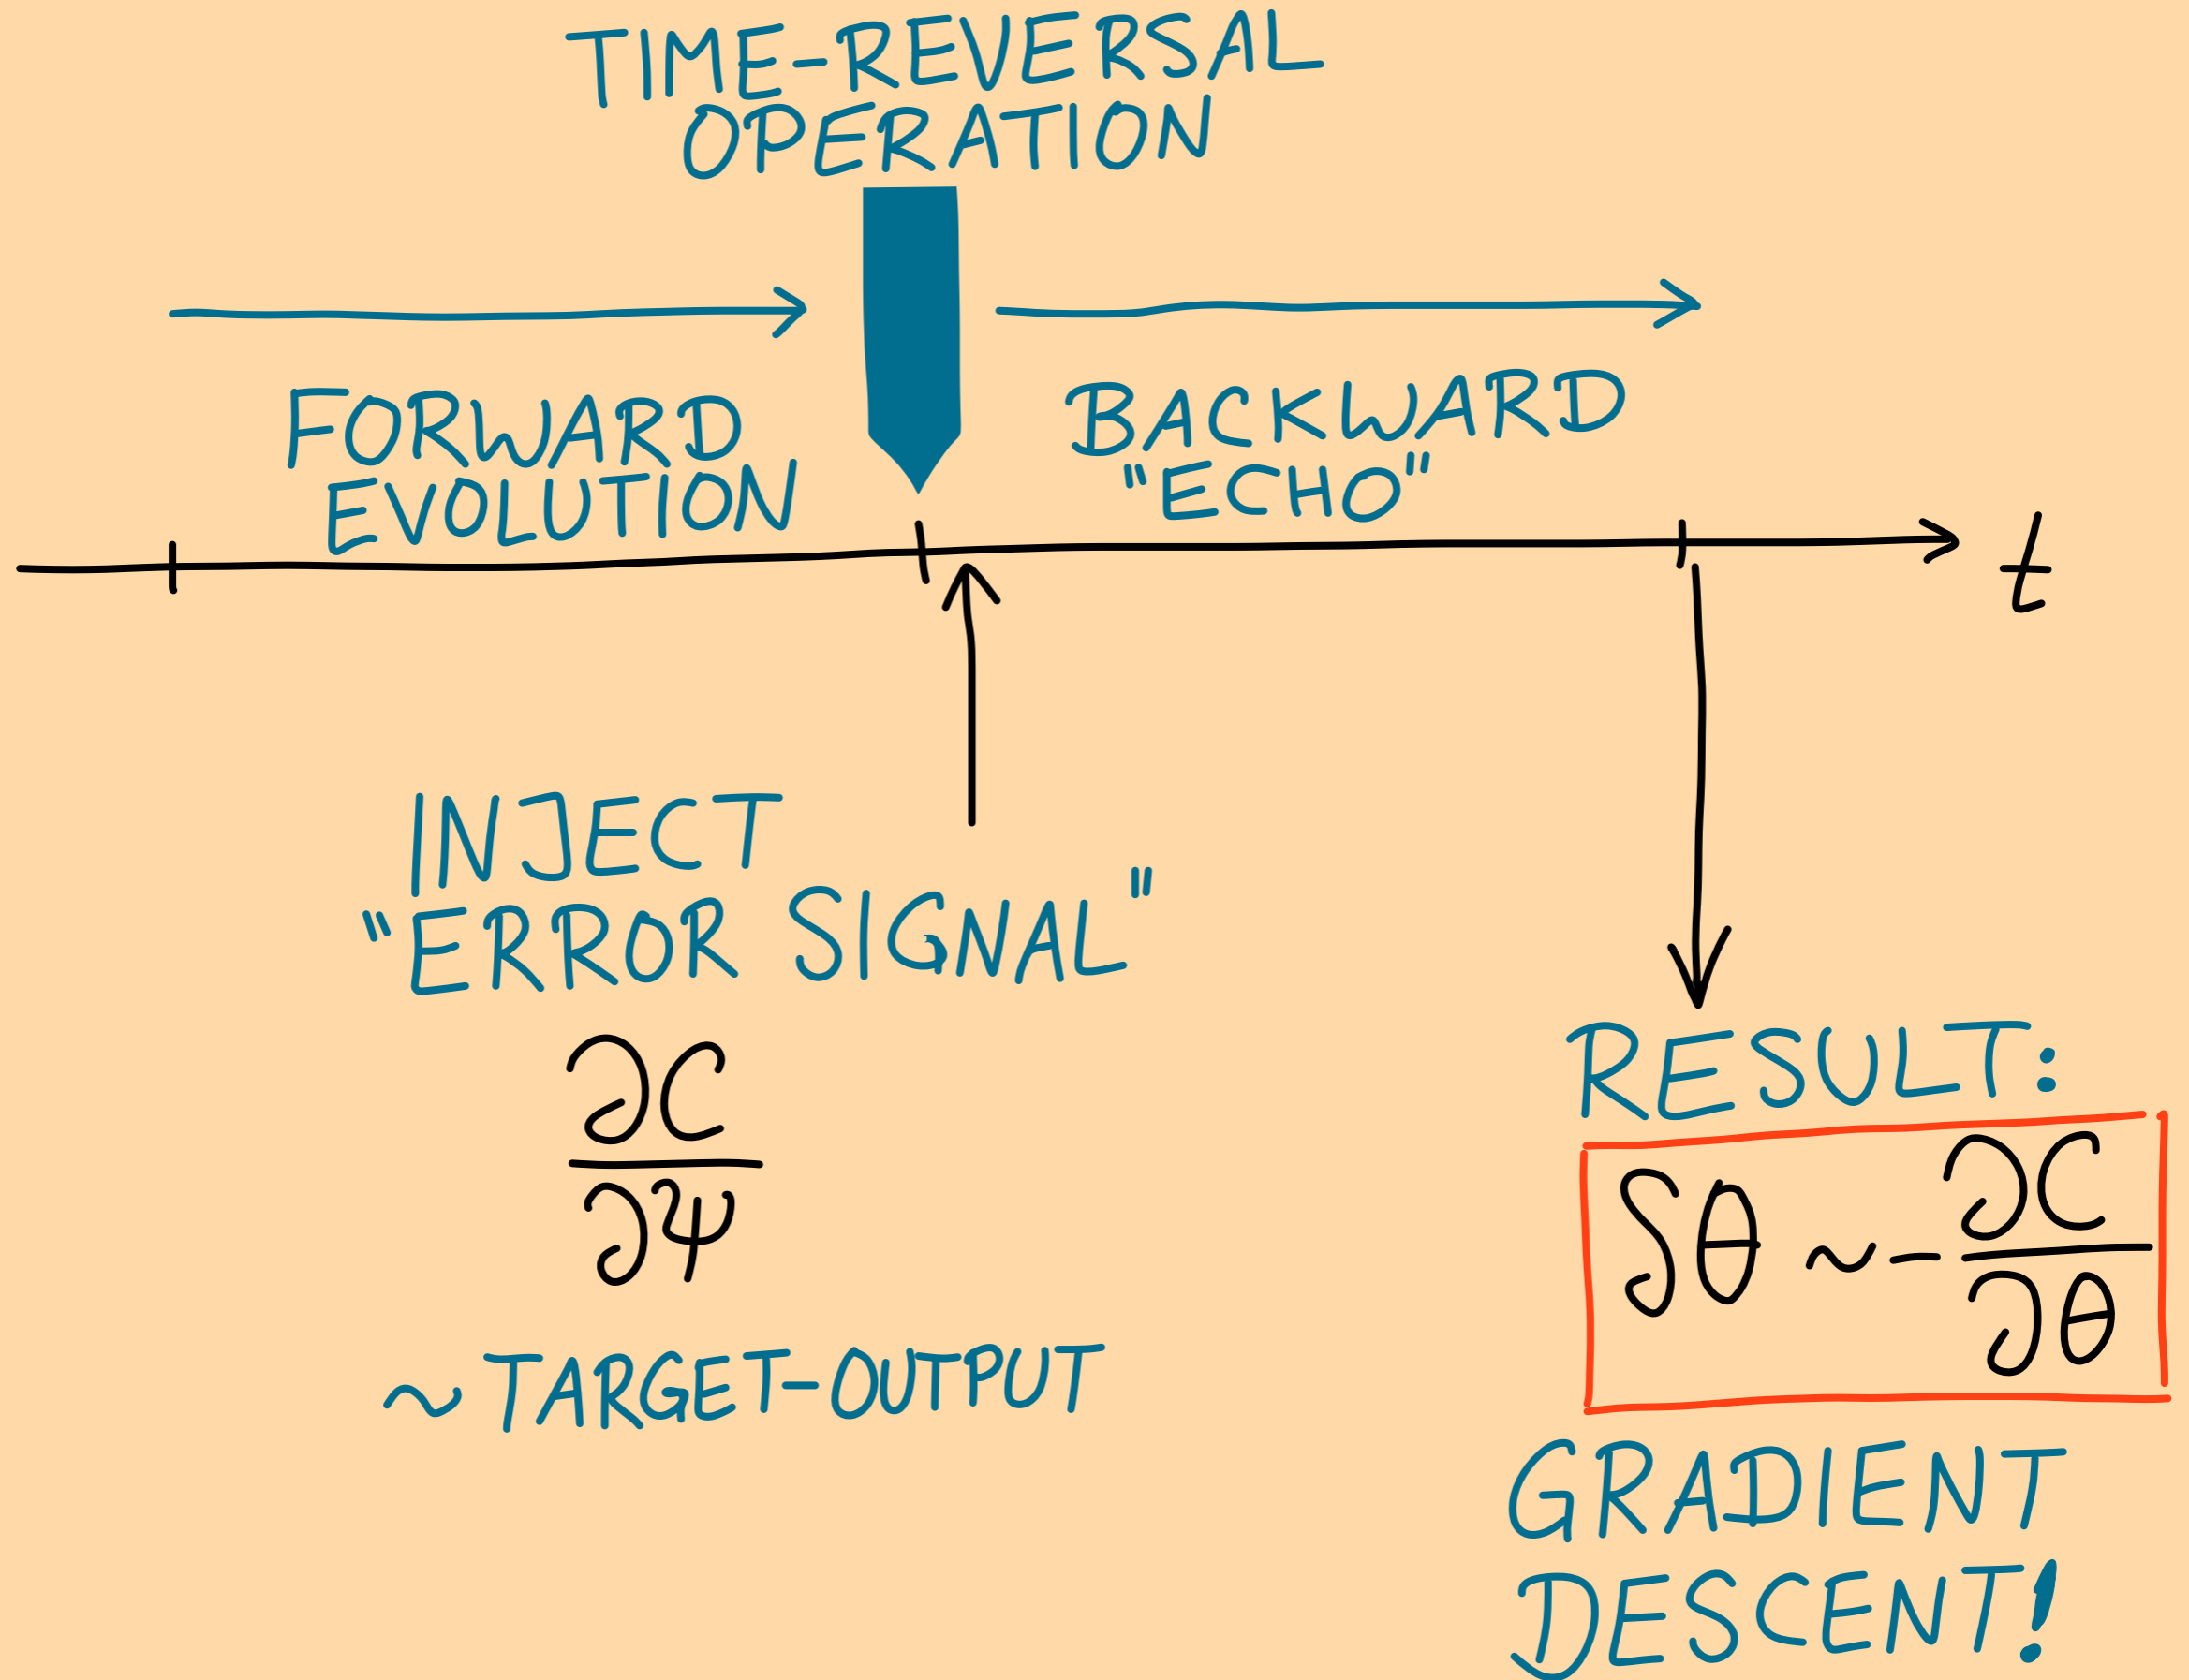 TIME-REVERSAL
OPERATION
FORWARD
EVOLUTION
BACKWARD
"ECHO"
t
INJECT
"ERROR SIGNAL"
∂C
∂Ψ
~ TARGET-OUTPUT
RESULT:
δθ ~ - ∂C
∂θ
GRADIENT
DESCENT!